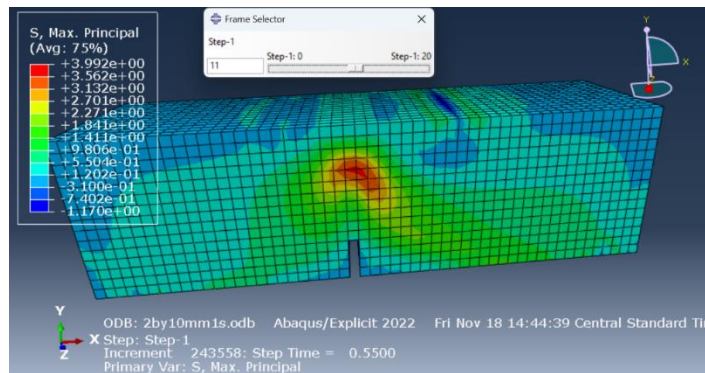 Frame Selector
Step-1
Step-1: 0
Step-1: 20
11
S, Max. Principal
(Avg: 75%)
+3.992e+00
+3.562e+00
+3.132e+00
+2.701e+00
+2.271e+00
+1.841e+00
+1.411e+00
+9.806e-01
+5.504e-01
+1.202e-01
-3.100e-01
-7.402e-01
-1.170e+00
Y
X
Y
X
Z
ODB: 2by10mm1s.odb Abaqus/Explicit 2022 Fri Nov 18 14:44:39 Central Standard Ti
Step: Step-1
Increment 243558: Step Time = 0.5500
Primary Var: S, Max. Principal